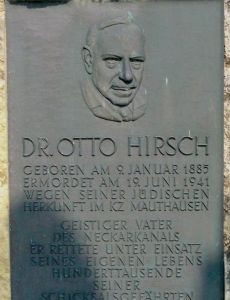 DR. OTTO HIRSCH
GEBOREN AM 9. JANUAR 1885
ERMORDET AM 19. JUNI 1941
WEGEN SEINER JÜDISCHEN
HERKUNFT IM KZ MAUTHAUSEN
GEISTIGER VATER
DES NECKARKANALS
ER RETTETE UNTER EINSATZ
SEINES EIGENEN LEBENS
HUNDERTTAUSENDE
SEINER
SCHICKSALSGEFÄHRTEN